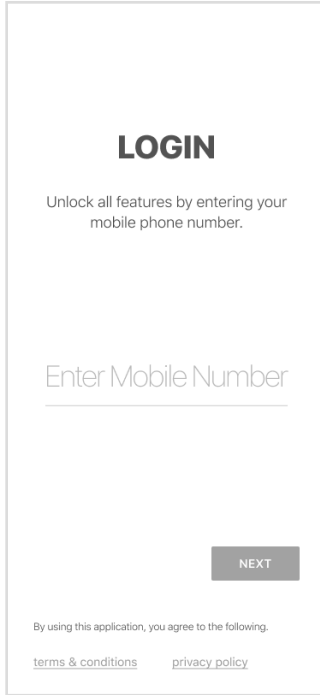 LOGIN
Unlock all features by entering your
mobile phone number.
Enter Mobile Number
NEXT
By using this application, you agree to the following.
terms & conditions privacy policy